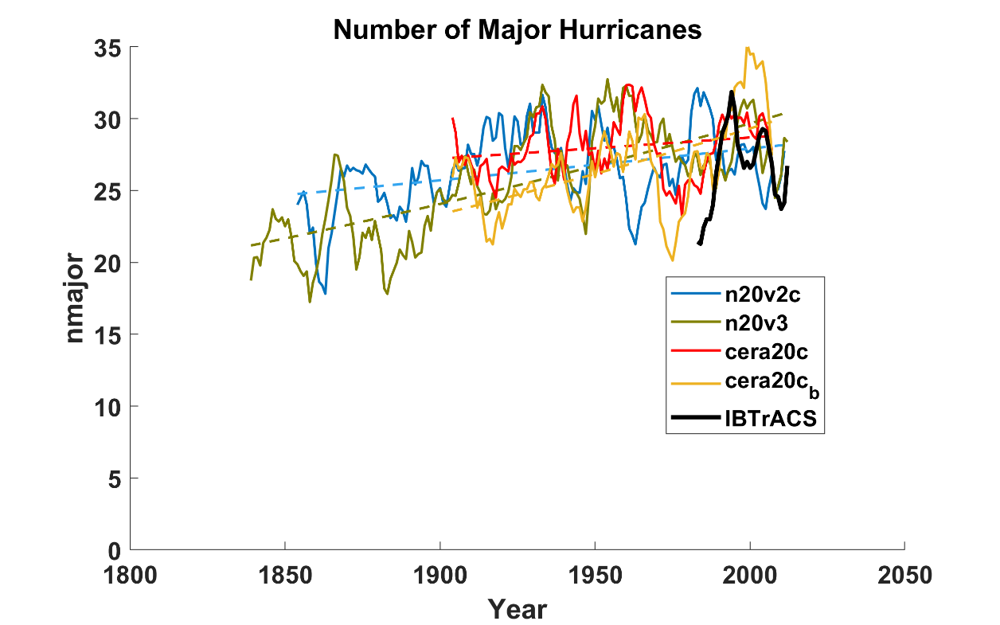 Number of Major Hurricanes
35
30
25
20
15
10
5
0
nmajor
n20v2c
n20v3
cera20c
cera20c_b
IBTrACS
1800 1850 1900 1950 2000 2050
Year